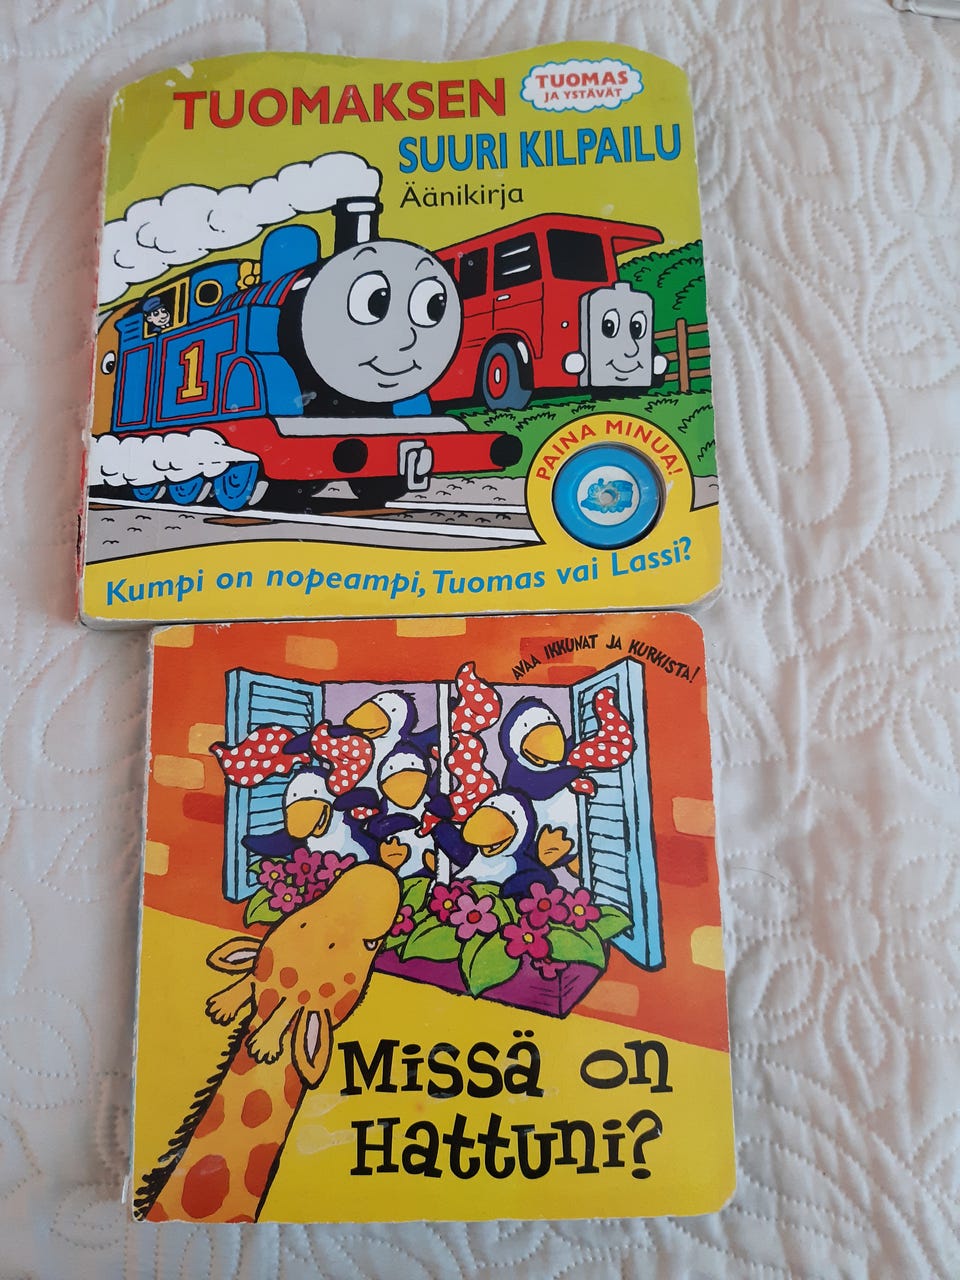 TUOMAKSEN
TUOMAS
JA YSTÄVÄT
SUURI KILPAILU
Äänikirja
1
PAINA MINUA!
Kumpi on nopeampi, Tuomas vai Lassi?
AVAA IKKUNAT JA KURKISTA!
Missä on
Hattuni?